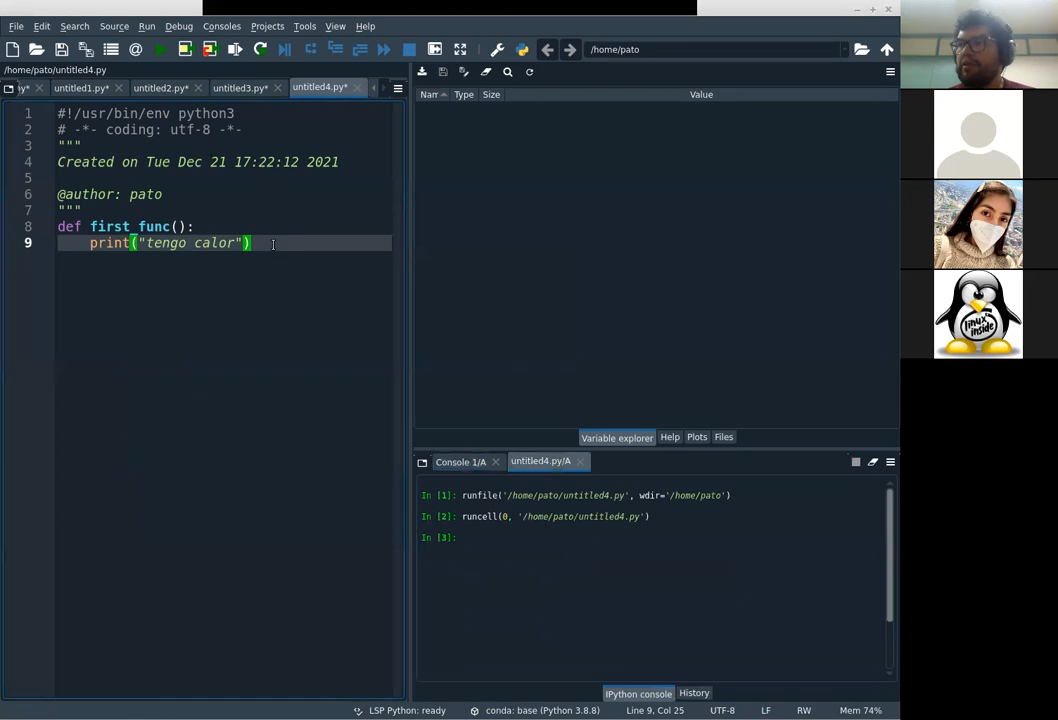 File Edit Search Source Run Debug Consoles Projects Tools View Help
/home/pato
/home/pato/untitled4.py
untitled1.py* untitled2.py* untitled3.py* untitled4.py*
1 #!/usr/bin/env python3
2 # -*- coding: utf-8 -*-
3 """
4 Created on Tue Dec 21 17:22:12 2021
5
6 @author: pato
7 """
8 def first_func():
9 print("tengo calor")
Type Size Value
Variable explorer Help Plots Files
Console 1/A untitled4.py/A
In [1]: runfile('/home/pato/untitled4.py', wdir='/home/pato')
In [2]: runcell(0, '/home/pato/untitled4.py')
In [3]:
IPython console History
LSP Python: ready conda: base (Python 3.8.8) Line 9, Col 25 UTF-8 LF RW Mem 74%
linux
inside